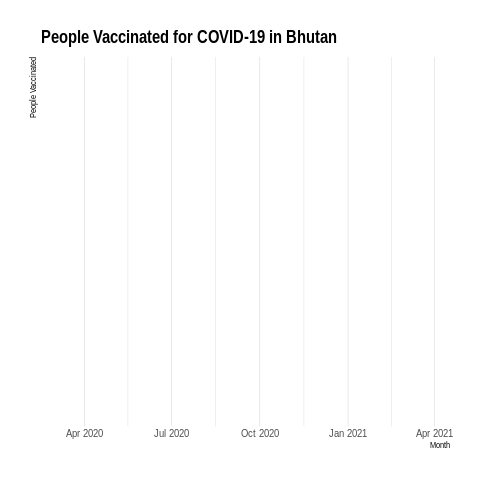 People Vaccinated for COVID-19 in Bhutan
People Vaccinated
Apr 2020
Jul 2020
Oct 2020
Jan 2021
Apr 2021
Month